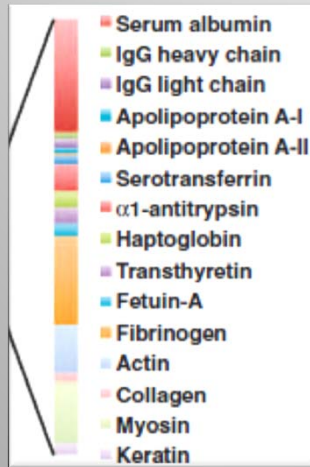 Serum albumin
IgG heavy chain
IgG light chain
Apolipoprotein A-I
Apolipoprotein A-II
Serotransferrin
α1-antitrypsin
Haptoglobin
Transthyretin
Fetuin-A
Fibrinogen
Actin
Collagen
Myosin
Keratin